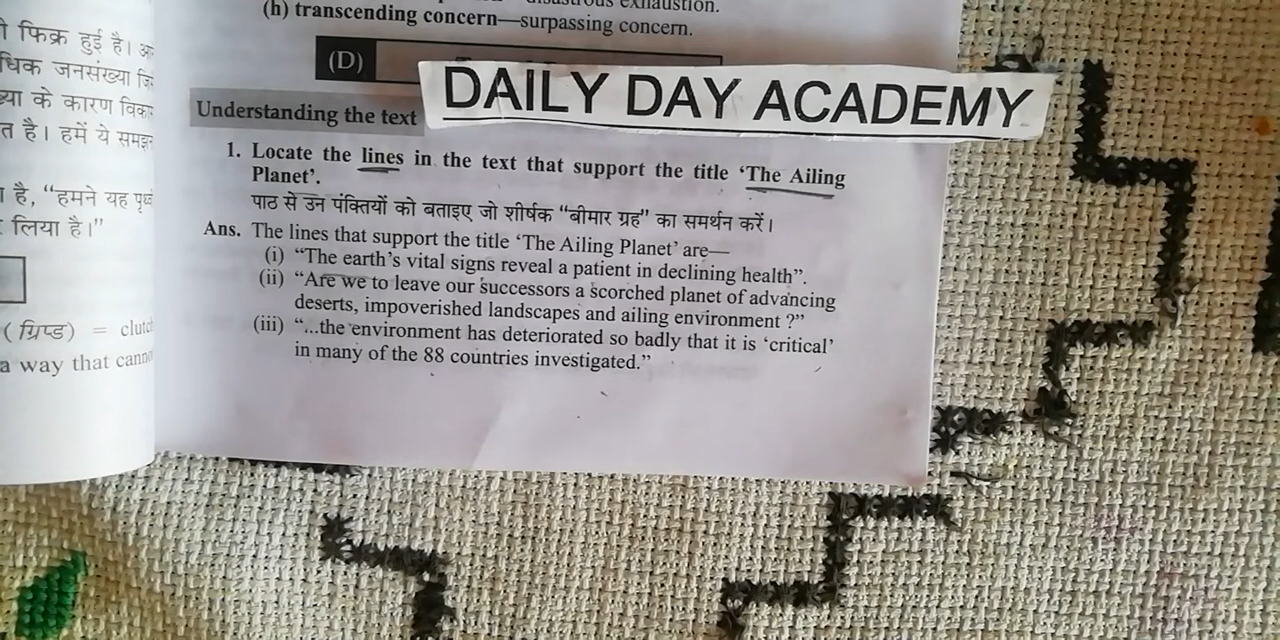 ो फिक्र हुई है।
धिक जनसंख्या
या के कारण
त है। हमें ये
है, "हमने यह
लिया है।"
(ग्रिप्ड) =
a way that
exhaustion.
(h) transcending concern—surpassing concern.
(D)
DAILY DAY ACADEMY
Understanding the text
1. Locate the lines in the text that support the title ‘The Ailing
Planet’.
पाठ से उन पंक्तियों को बताइए जो शीर्षक “बीमार ग्रह” का समर्थन करें।
Ans. The lines that support the title ‘The Ailing Planet’ are—
(i) “The earth’s vital signs reveal a patient in declining health”.
(ii) “Are we to leave our successors a scorched planet of advancing
deserts, impoverished landscapes and ailing environment ?”
(iii) “...the environment has deteriorated so badly that it is ‘critical’
in many of the 88 countries investigated.”